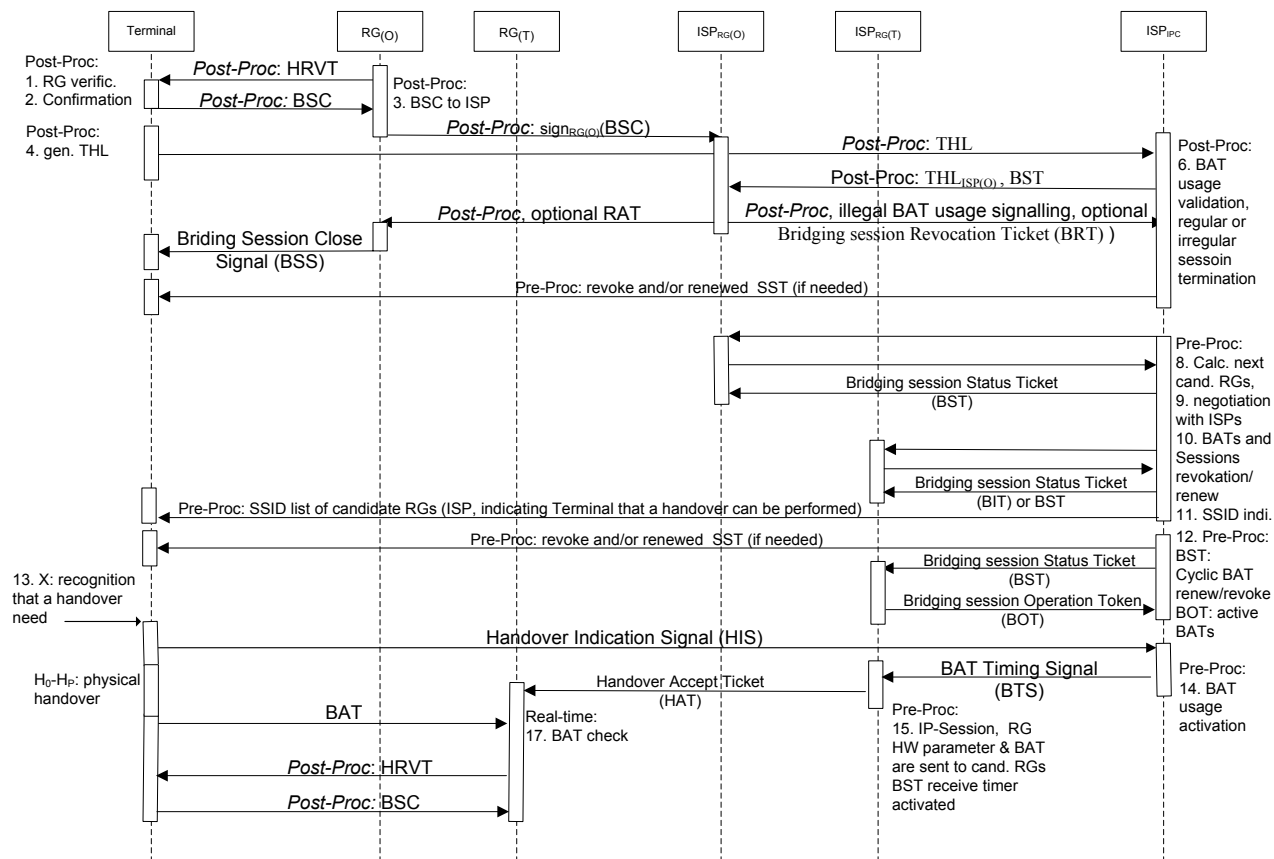 Terminal
RG(O)
RG(T)
ISPRG(O)
ISPRG(T)
ISPIPC
Post-Proc:
1. RG verific.
2. Confirmation
Post-Proc: HRVT
Post-Proc:
3. BSC to ISP
Post-Proc: BSC
Post-Proc:
4. gen. THL
Post-Proc: signRG(O)(BSC)
Post-Proc: THL
Post-Proc: THLISP(O) , BST
Post-Proc:
6. BAT
usage
validation,
regular or
irregular
sessoin
termination
Post-Proc, optional RAT
Post-Proc, illegal BAT usage signalling, optional
Bridging session Revocation Ticket (BRT) )
Briding Session Close
Signal (BSS)
Pre-Proc: revoke and/or renewed SST (if needed)
Pre-Proc:
8. Calc. next
cand. RGs,
9. negotiation
with ISPs
10. BATs and
Sessions
revokation/
renew
11. SSID indi.
Bridging session Status Ticket
(BST)
Bridging session Status Ticket
(BIT) or BST
Pre-Proc: SSID list of candidate RGs (ISP, indicating Terminal that a handover can be performed)
Pre-Proc: revoke and/or renewed SST (if needed)
12. Pre-Proc:
BST:
Cyclic BAT
renew/revoke
BOT: active
BATs
Bridging session Status Ticket
(BST)
Bridging session Operation Token
(BOT)
13. X: recognition
that a handover
need
Handover Indication Signal (HIS)
H0-HP: physical
handover
BAT Timing Signal
(BTS)
Pre-Proc:
14. BAT
usage
activation
Handover Accept Ticket
(HAT)
BAT
Real-time:
17. BAT check
Pre-Proc:
15. IP-Session, RG
HW parameter & BAT
are sent to cand. RGs
BST receive timer
activated
Post-Proc: HRVT
Post-Proc: BSC